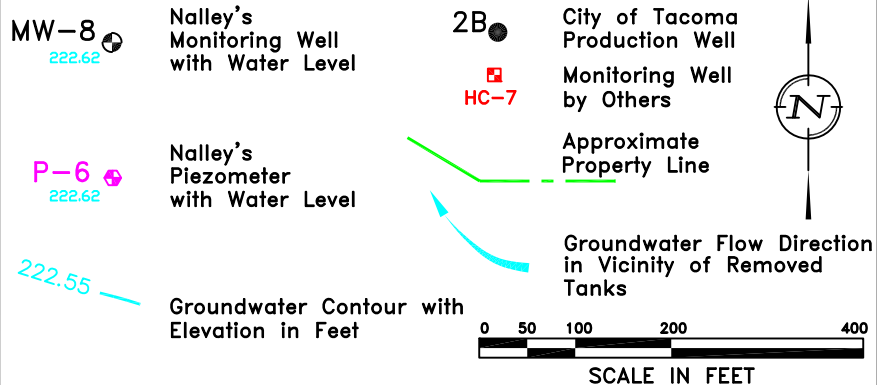 MW-8
222.62
Nalley's
Monitoring Well
with Water Level
P-6
222.62
Nalley's
Piezometer
with Water Level
222.55
Groundwater Contour with
Elevation in Feet
2B
City of Tacoma
Production Well
HC-7
Monitoring Well
by Others
Approximate
Property Line
Groundwater Flow Direction
in Vicinity of Removed
Tanks
N
0 50 100 200 400
SCALE IN FEET